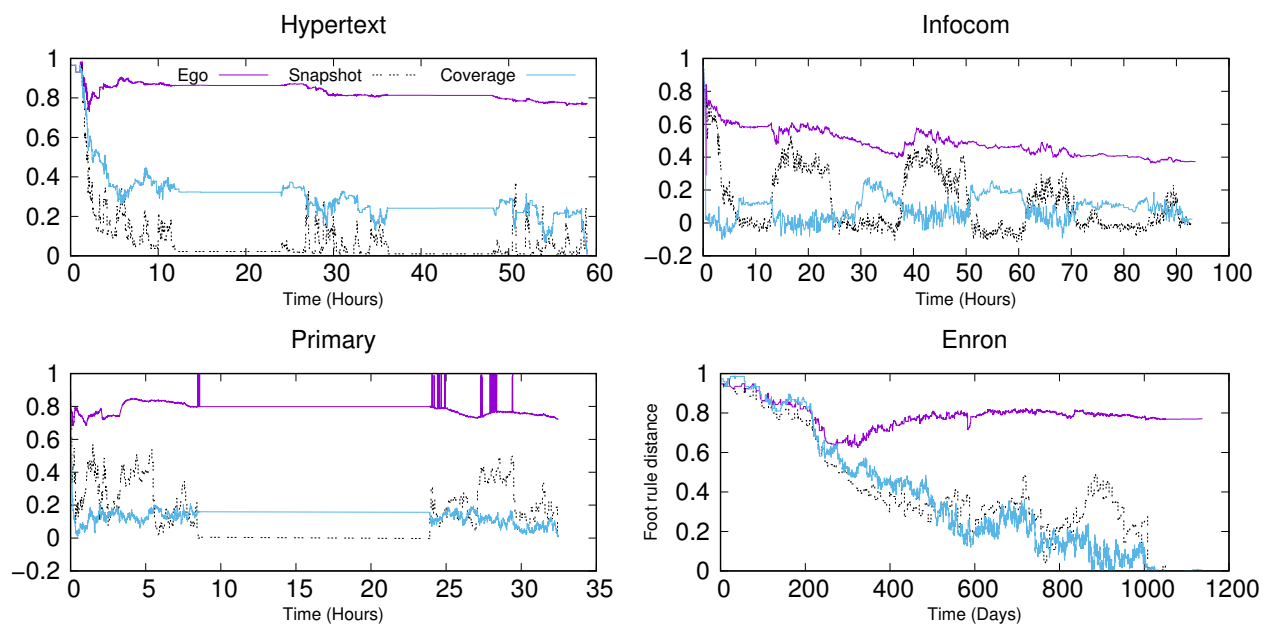 Hypertext
Ego Snapshot Coverage
1
0.8
0.6
0.4
0.2
0
0 10 20 30 40 50 60
Time (Hours)
Infocom
1
0.8
0.6
0.4
0.2
0
−0.2
0 10 20 30 40 50 60 70 80 90 100
Time (Hours)
Primary
1
0.8
0.6
0.4
0.2
0
−0.2
0 5 10 15 20 25 30 35
Time (Hours)
Enron
Foot rule distance
1
0.8
0.6
0.4
0.2
0
0 200 400 600 800 1000 1200
Time (Days)